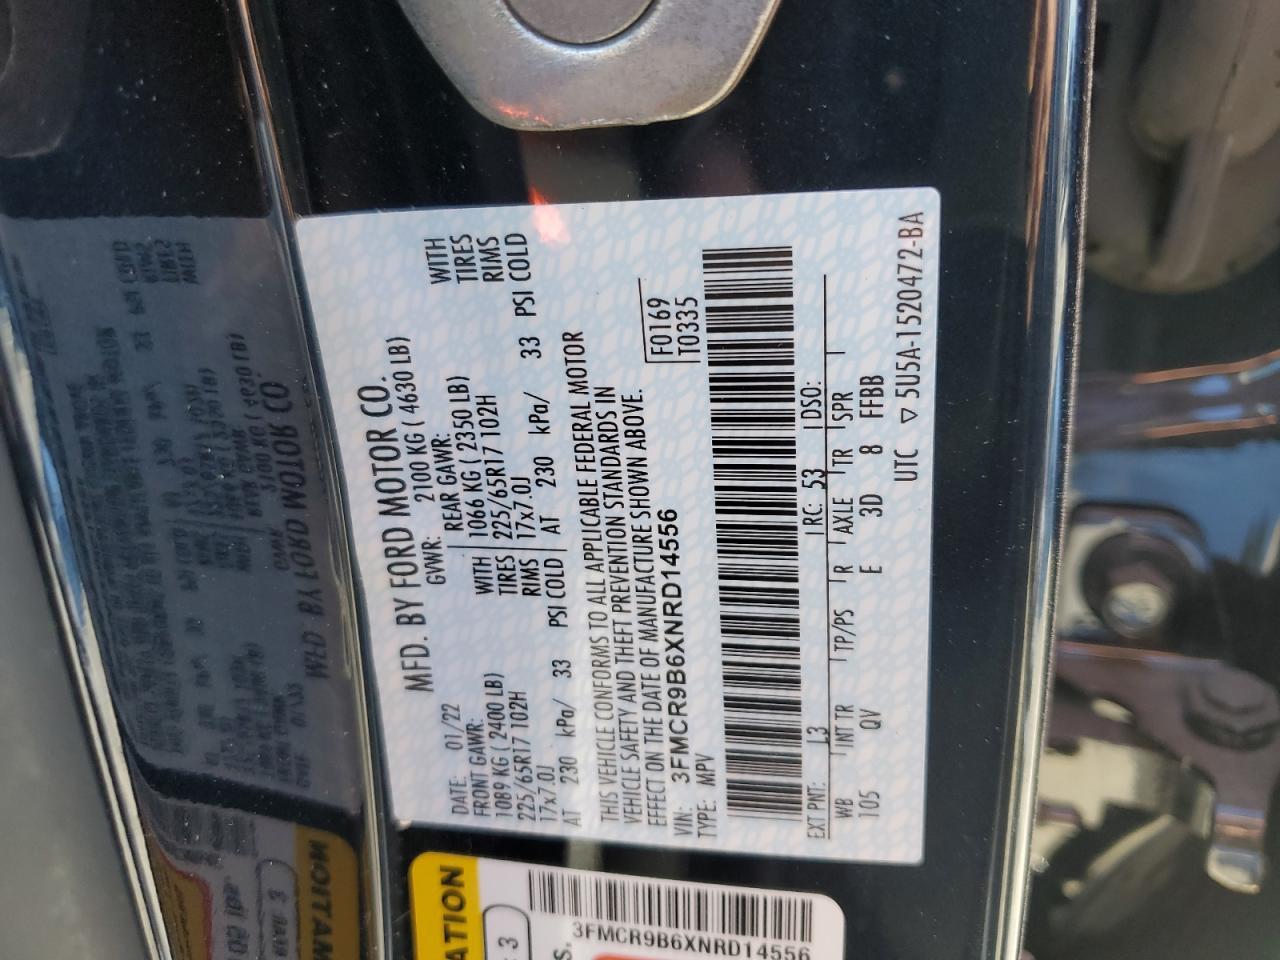 MFD. BY FORD MOTOR CO.
DATE: 01/22 GVWR: 2100 KG ( 4630 LB)
FRONT GAWR: REAR GAWR:
1089 KG ( 2400 LB) WITH 1066 KG ( 2350 LB) WITH
225/65R17 102H TIRES 225/65R17 102H TIRES
17x7.0J RIMS 17x7.0J RIMS
AT 230 kPa/ 33 PSI COLD AT 230 kPa/ 33 PSI COLD
THIS VEHICLE CONFORMS TO ALL APPLICABLE FEDERAL MOTOR
VEHICLE SAFETY AND THEFT PREVENTION STANDARDS IN
EFFECT ON THE DATE OF MANUFACTURE SHOWN ABOVE.
VIN: 3FMCR9B6XNRD14556 F0169
TYPE: MPV T0335
EXT PNT: J3 RC: 53 DSO:
WB INT TR TP/PS R AXLE TR SPR
105 QV E 3D 8 FFBB
UTC ▽ 5U5A-1520472-BA
ATION
3
3FMCR9B6XNRD14556